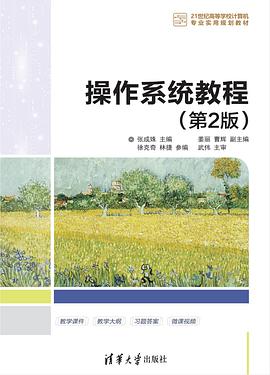 21世纪高等学校计算机
专业实用规划教材
操作系统教程
(第2版)
张成姝 主编 姜丽 曹辉 副主编
徐克奇 林捷 参编 武伟 主审
教学课件 教学大纲 习题答案 微课视频
清华大学出版社